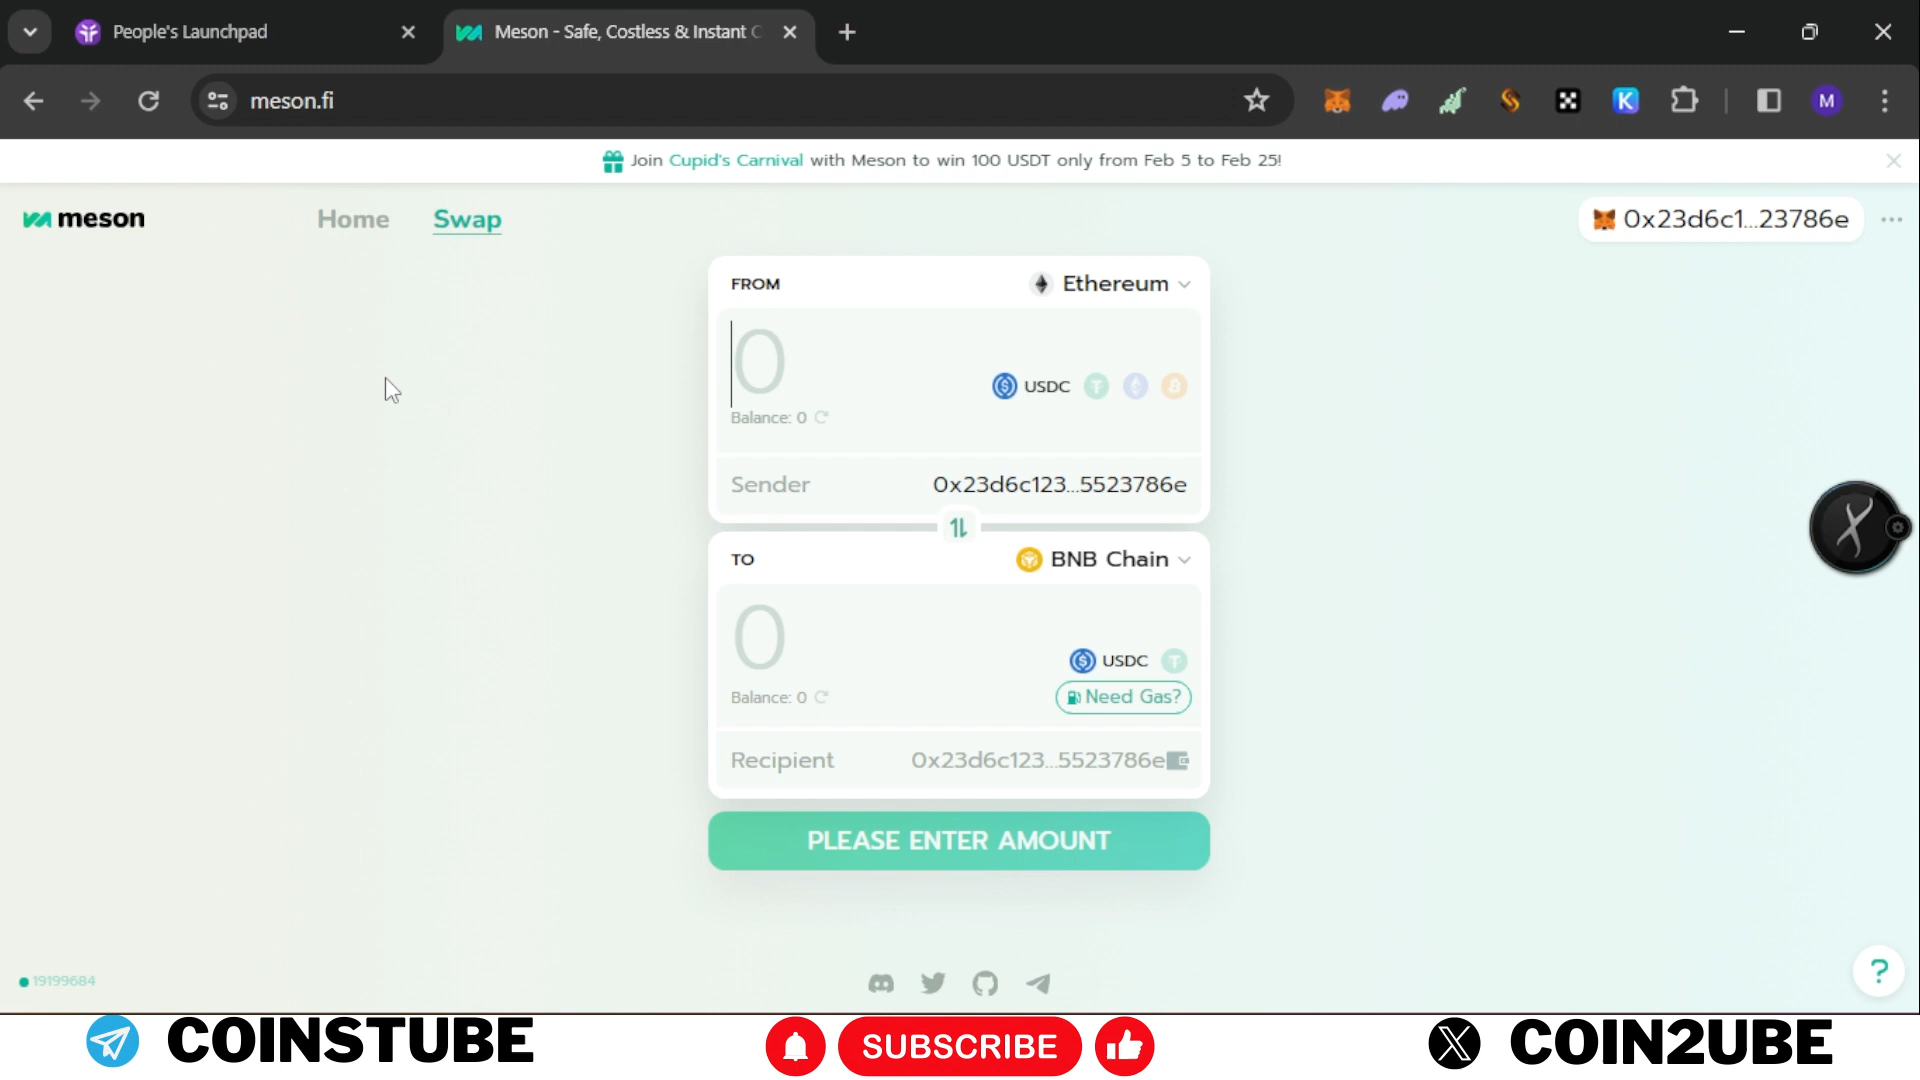 People's Launchpad
Meson - Safe, Costless & Instant C
meson.fi
K
M
Join Cupid's Carnival with Meson to win 100 USDT only from Feb 5 to Feb 25!
meson
Home
Swap
0x23d6c1...23786e
FROM
Ethereum
0
USDC
Balance: 0
Sender
0x23d6c123...5523786e
TO
BNB Chain
0
USDC
Balance: 0
Need Gas?
Recipient
0x23d6c123...5523786e
PLEASE ENTER AMOUNT
19199684
?
COINSTUBE
SUBSCRIBE
COIN2UBE